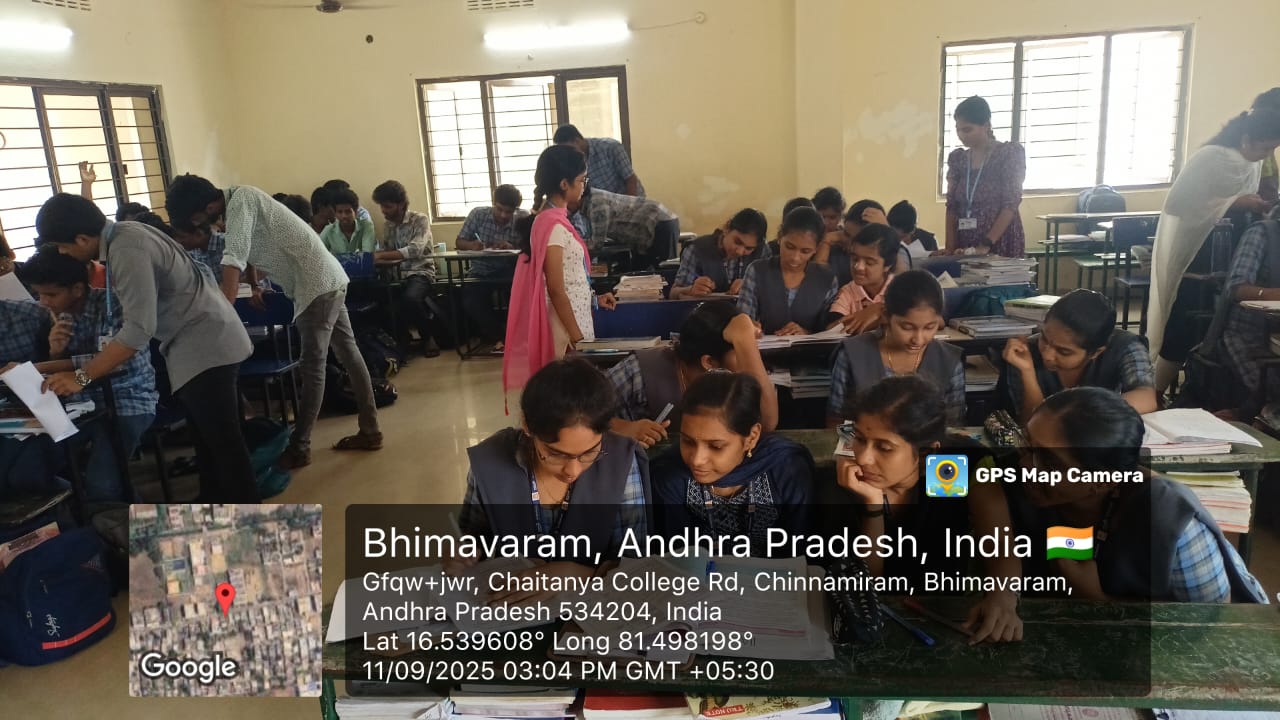 GPS Map Camera
Bhimavaram, Andhra Pradesh, India
Gfqw+jwr, Chaitanya College Rd, Chinnamiram, Bhimavaram,
Andhra Pradesh 534204, India
Lat 16.539608° Long 81.498198°
11/09/2025 03:04 PM GMT +05:30
Google